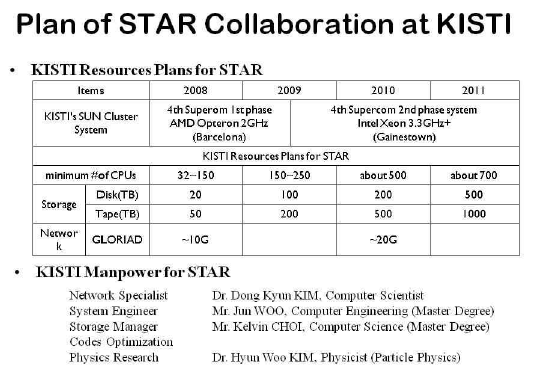 Plan of STAR Collaboration at KISTI
• KISTI Resources Plans for STAR
Items 2008 2009 2010 2011
KISTI's SUN Cluster System 4th Superom 1st phase AMD Opteron 2GHz (Barcelona) 4th Supercom 2nd phase system Intel Xeon 3.3GHz+ (Gainestown)
KISTI Resources Plans for STAR
minimum #of CPUs 32~150 150~250 about 500 about 700
Storage Disk(TB) 20 100 200 500
Tape(TB) 50 200 500 1000
Networ k GLORIAD ~10G ~20G
• KISTI Manpower for STAR
Network Specialist Dr. Dong Kyun KIM, Computer Scientist
System Engineer Mr. Jun WOO, Computer Engineering (Master Degree)
Storage Manager Mr. Kelvin CHOI, Computer Science (Master Degree)
Codes Optimization
Physics Research Dr. Hyun Woo KIM, Physicist (Particle Physics)